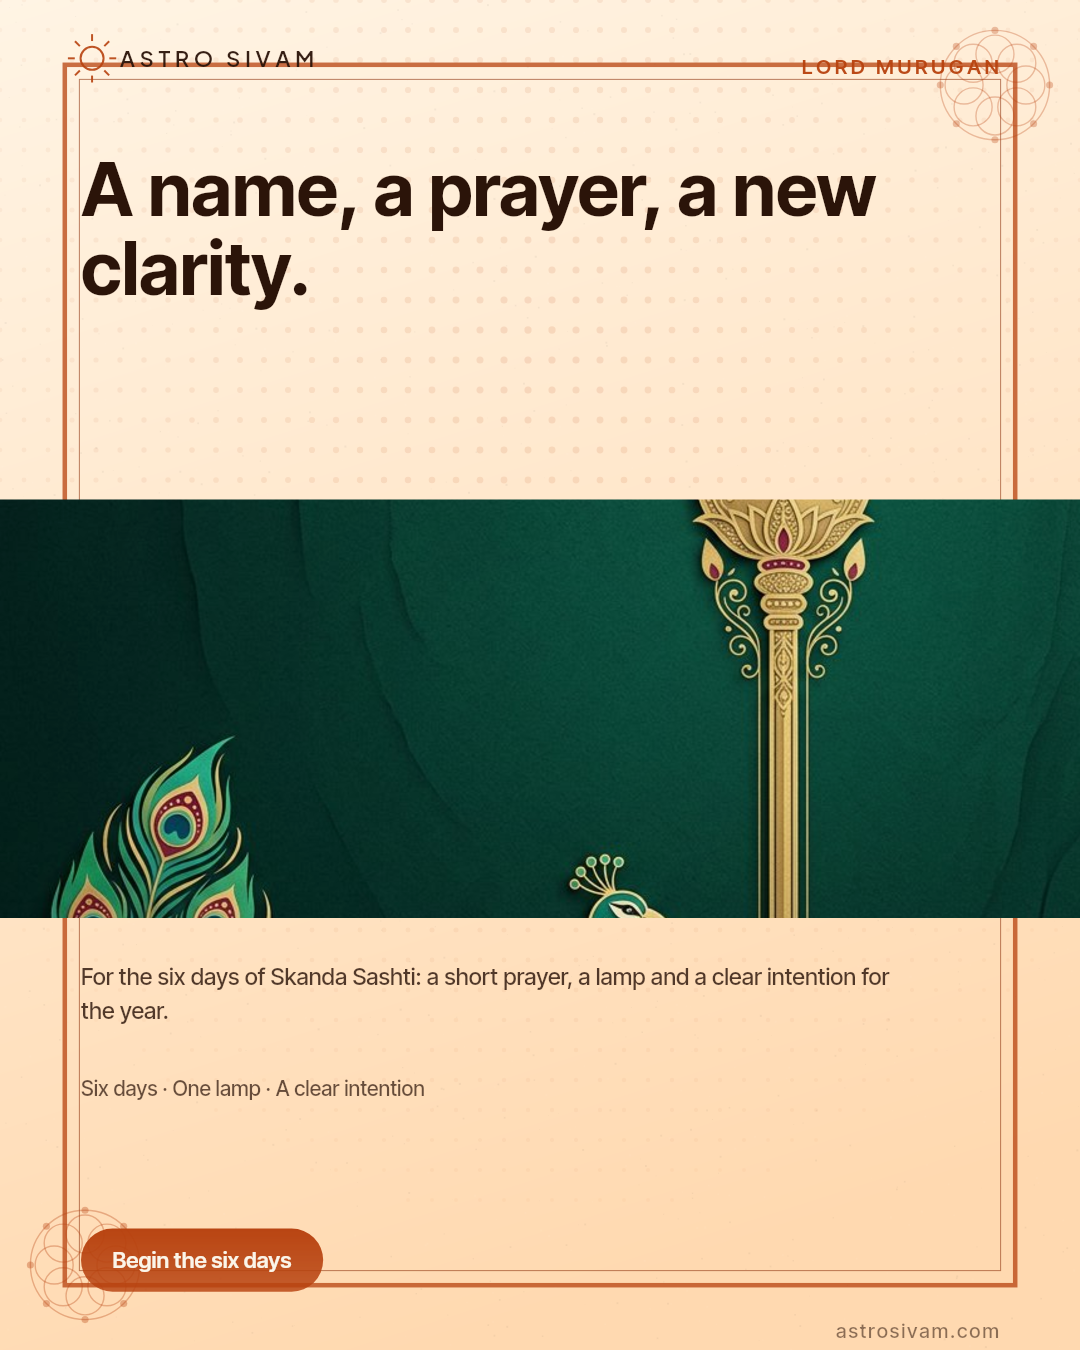 ASTRO SIVAM
LORD MURUGAN
A name, a prayer, a new
clarity.
For the six days of Skanda Sashti: a short prayer, a lamp and a clear intention for
the year.
Six days · One lamp · A clear intention
Begin the six days
astrosivam.com